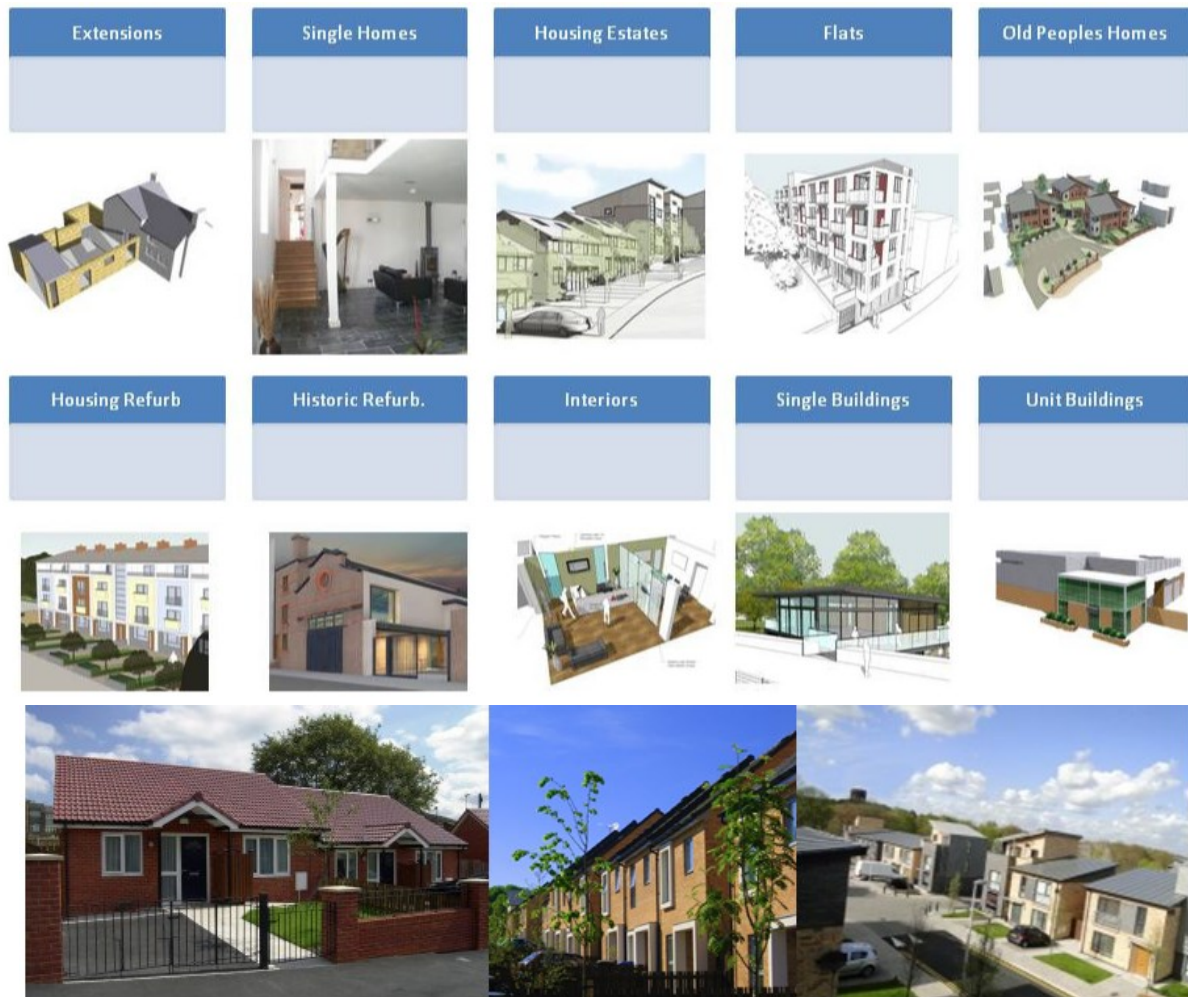 Extensions
Single Homes
Housing Estates
Flats
Old Peoples Homes
Housing Refurb
Historic Refurb.
Interiors
Single Buildings
Unit Buildings